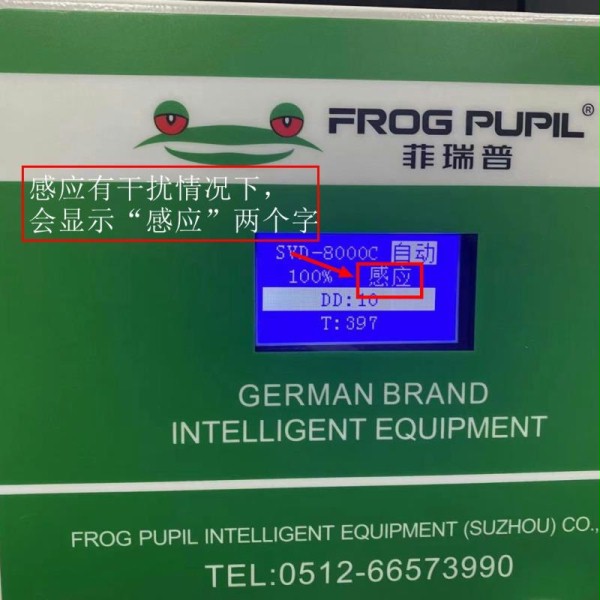 FROG PUPIL®
菲瑞普
感应有干扰情况下，
会显示“感应”两个字
SVD-8000C 自动
100% 感应
DD:10
T:397
GERMAN BRAND
INTELLIGENT EQUIPMENT
FROG PUPIL INTELLIGENT EQUIPMENT (SUZHOU) CO.,
TEL:0512-66573990